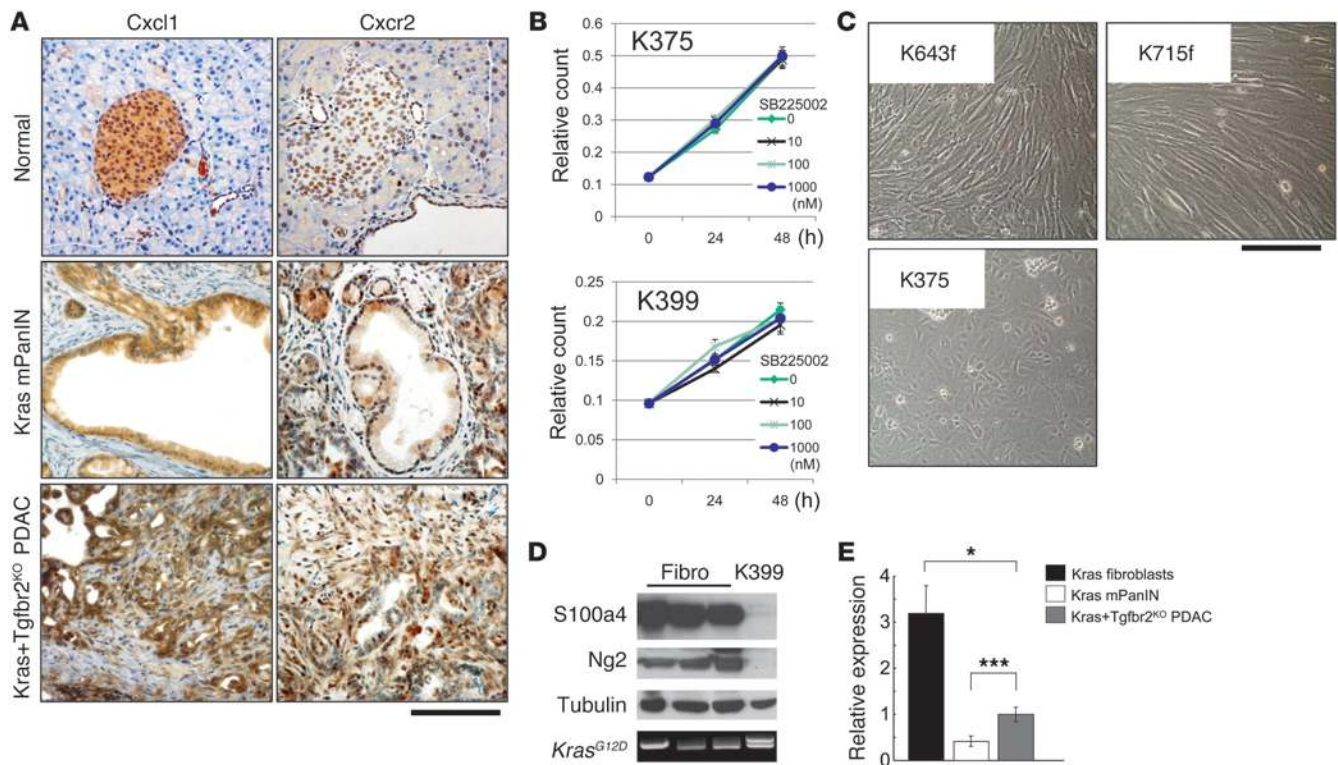 A
Cxcl1
Cxcr2
Normal
Kras mPanIN
Kras+Tgfbr2KO PDAC
B
K375
Relative count
0.6
0.5
0.4
0.3
0.2
0.1
0
SB225002
0
10
100
1000
(nM)
0 24 48 (h)
K399
Relative count
0.25
0.2
0.15
0.1
0.05
0
SB225002
0
10
100
1000
(nM)
0 24 48 (h)
C
K643f
K715f
K375
D
Fibro K399
S100a4
Ng2
Tubulin
KrasG12D
E
Relative expression
4
3
2
1
0
*
***
Kras fibroblasts
Kras mPanIN
Kras+Tgfbr2KO PDAC